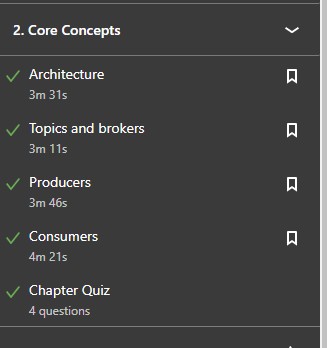 2. Core Concepts
Architecture
3m 31s
Topics and brokers
3m 11s
Producers
3m 46s
Consumers
4m 21s
Chapter Quiz
4 questions